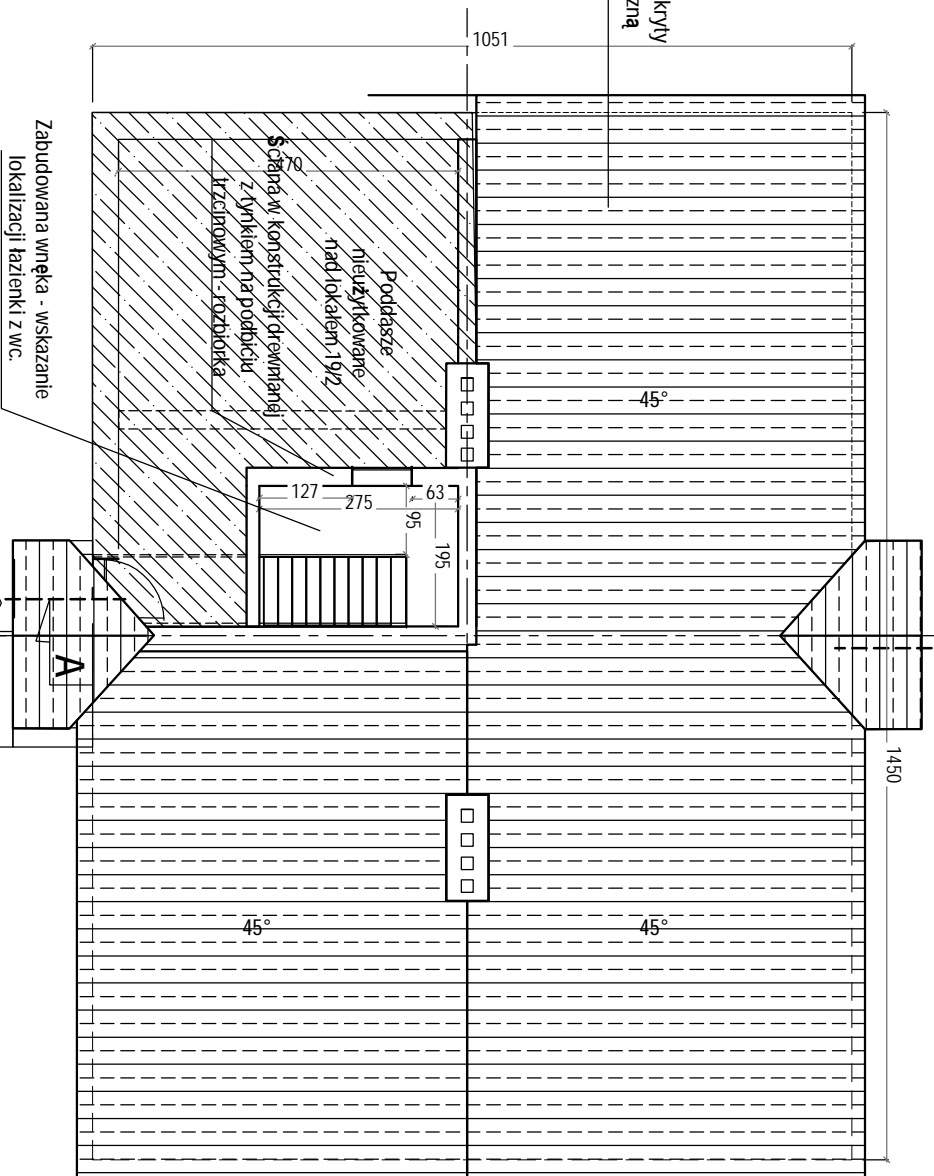 kryty
zną
1051
Ściana w konstrukcji drewnianej
z tynkiem na podbiciu
trzcinowym - rozbiórka
470
Poddasze
nieużytkowane
nad lokalem 19/2
Zabudowana wnęka - wskazanie
lokalizacji łazienki z wc.
45°
127
275
63
95
195
A
1450
45°
45°